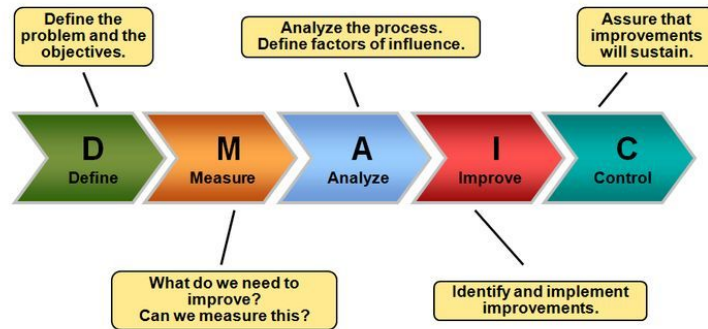 Define the
problem and the
objectives.
Analyze the process.
Define factors of influence.
Assure that
improvements
will sustain.
D
Define
M
Measure
A
Analyze
I
Improve
C
Control
What do we need to
improve?
Can we measure this?
Identify and implement
improvements.